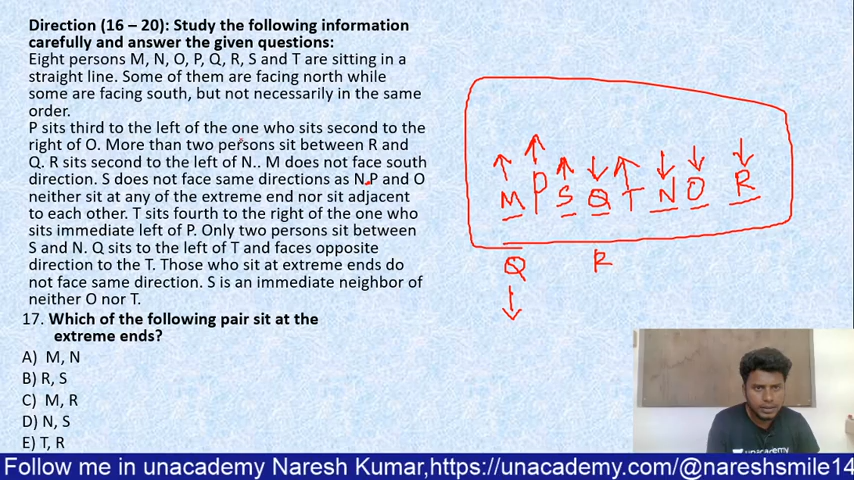 Direction (16 – 20): Study the following information
carefully and answer the given questions:
Eight persons M, N, O, P, Q, R, S and T are sitting in a
straight line. Some of them are facing north while
some are facing south, but not necessarily in the same
order.
P sits third to the left of the one who sits second to the
right of O. More than two persons sit between R and
Q. R sits second to the left of N.. M does not face south
direction. S does not face same directions as N.P and O
neither sit at any of the extreme end nor sit adjacent
to each other. T sits fourth to the right of the one who
sits immediate left of P. Only two persons sit between
S and N. Q sits to the left of T and faces opposite
direction to the T. Those who sit at extreme ends do
not face same direction. S is an immediate neighbor of
neither O nor T.
17. Which of the following pair sit at the
extreme ends?
A) M, N
B) R, S
C) M, R
D) N, S
E) T, R
M P S Q T N O R
Q R
unacademy
Follow me in unacademy Naresh Kumar,https://unacademy.com/@nareshsmile14